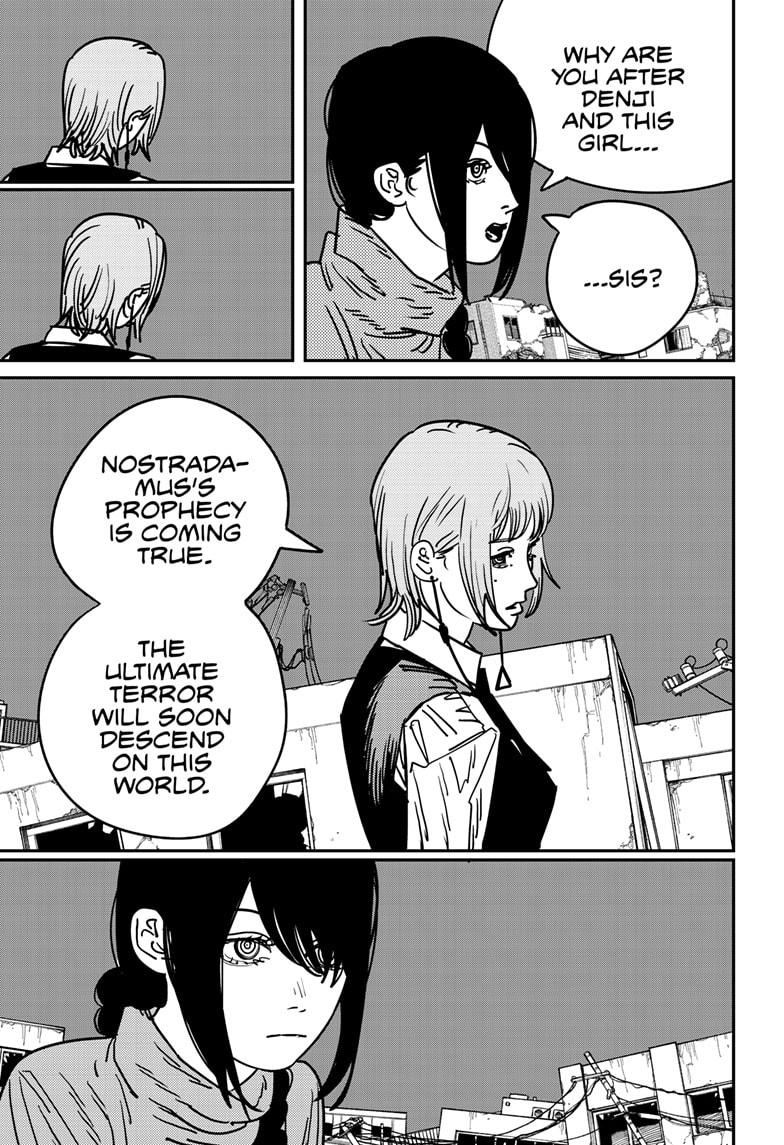 WHY ARE
YOU AFTER
DENJI
AND THIS
GIRL...
...SIS?
NOSTRADA-
MUS'S
PROPHECY
IS COMING
TRUE.
THE
ULTIMATE
TERROR
WILL SOON
DESCEND
ON THIS
WORLD.